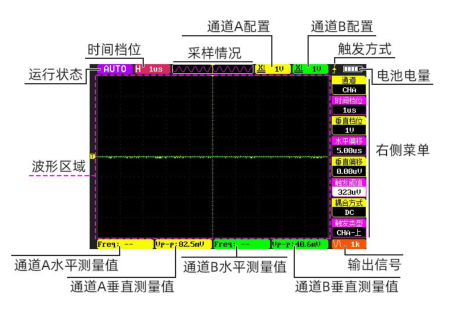 通道A配置
通道B配置
时间档位
采样情况
触发方式
运行状态
AUTO
H 1us
1V
1V
电池电量
通道
CHA
时间档位
1us
垂直档位
1V
水平偏移
5.00us
垂直偏移
0.00uV
触发阈值
323uV
耦合方式
DC
触发类型
CHA-上
波形区域
右侧菜单
Freq: --
Vp-p:82.5mV
Freq: --
Vp-p:40.6mV
1k
通道A水平测量值
通道B水平测量值
输出信号
通道A垂直测量值
通道B垂直测量值